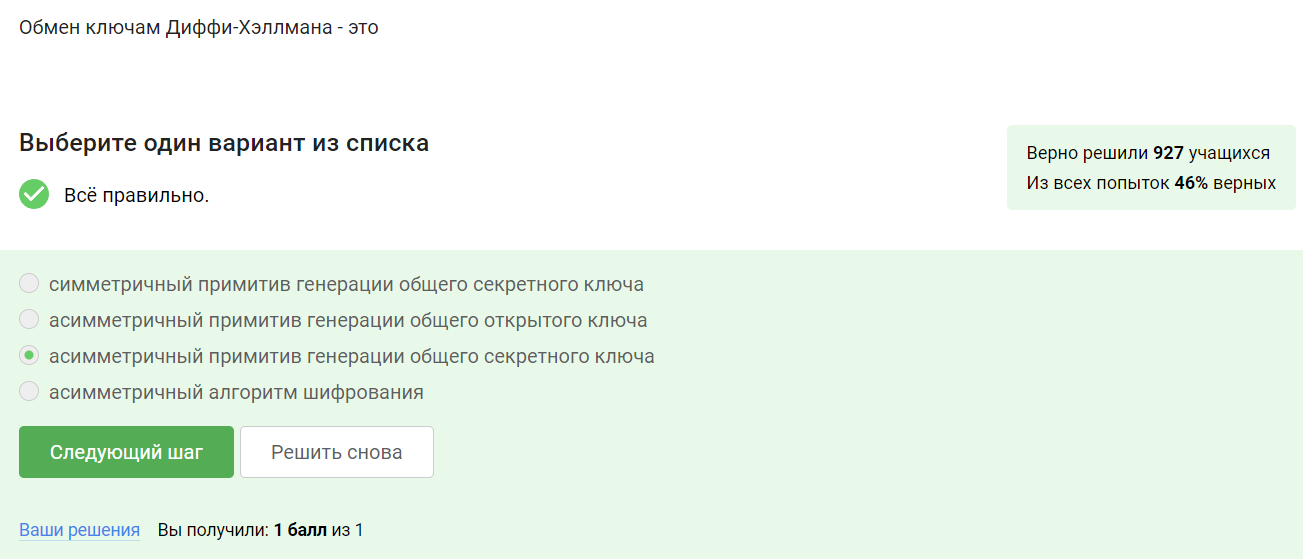 Обмен ключам Диффи-Хэллмана - это
Выберите один вариант из списка
Верно решили 927 учащихся
Из всех попыток 46% верных
Всё правильно.
симметричный примитив генерации общего секретного ключа
асимметричный примитив генерации общего открытого ключа
асимметричный примитив генерации общего секретного ключа
асимметричный алгоритм шифрования
Следующий шаг Решить снова
Ваши решения Вы получили: 1 балл из 1